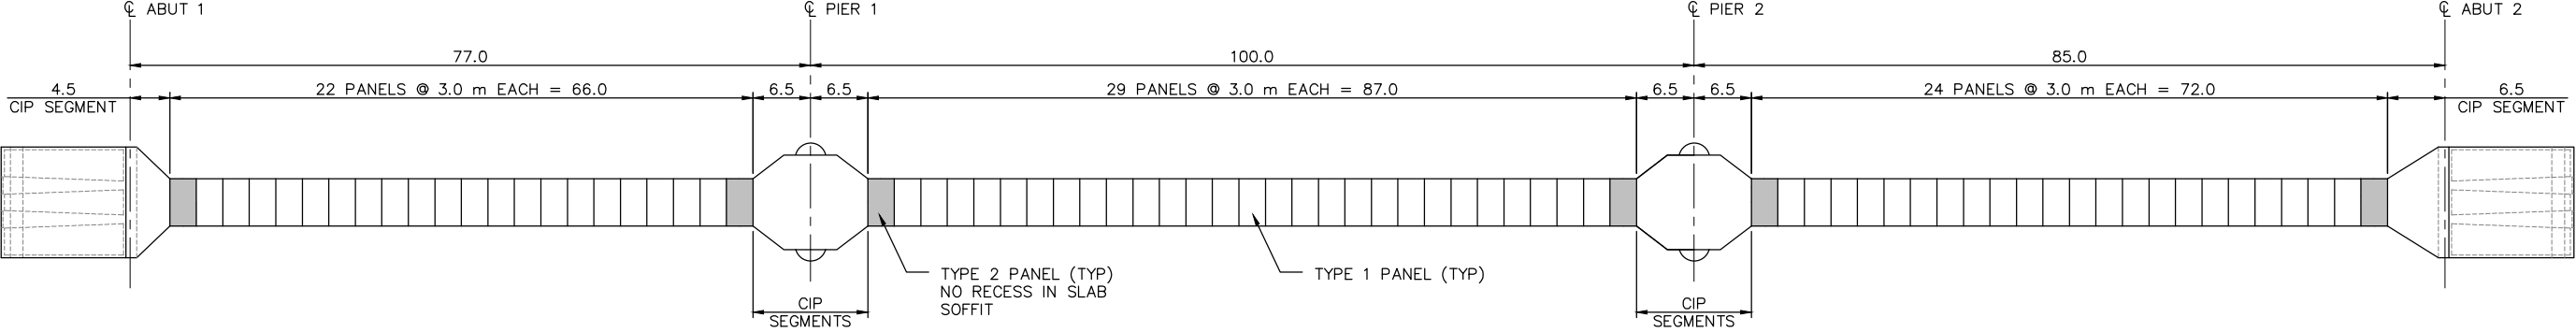 ℄ ABUT 1
℄ PIER 1
℄ PIER 2
℄ ABUT 2
77.0
100.0
85.0
4.5
CIP SEGMENT
22 PANELS @ 3.0 m EACH = 66.0
6.5
6.5
29 PANELS @ 3.0 m EACH = 87.0
6.5
6.5
24 PANELS @ 3.0 m EACH = 72.0
6.5
CIP SEGMENT
TYPE 2 PANEL (TYP)
NO RECESS IN SLAB
SOFFIT
TYPE 1 PANEL (TYP)
CIP
SEGMENTS
CIP
SEGMENTS